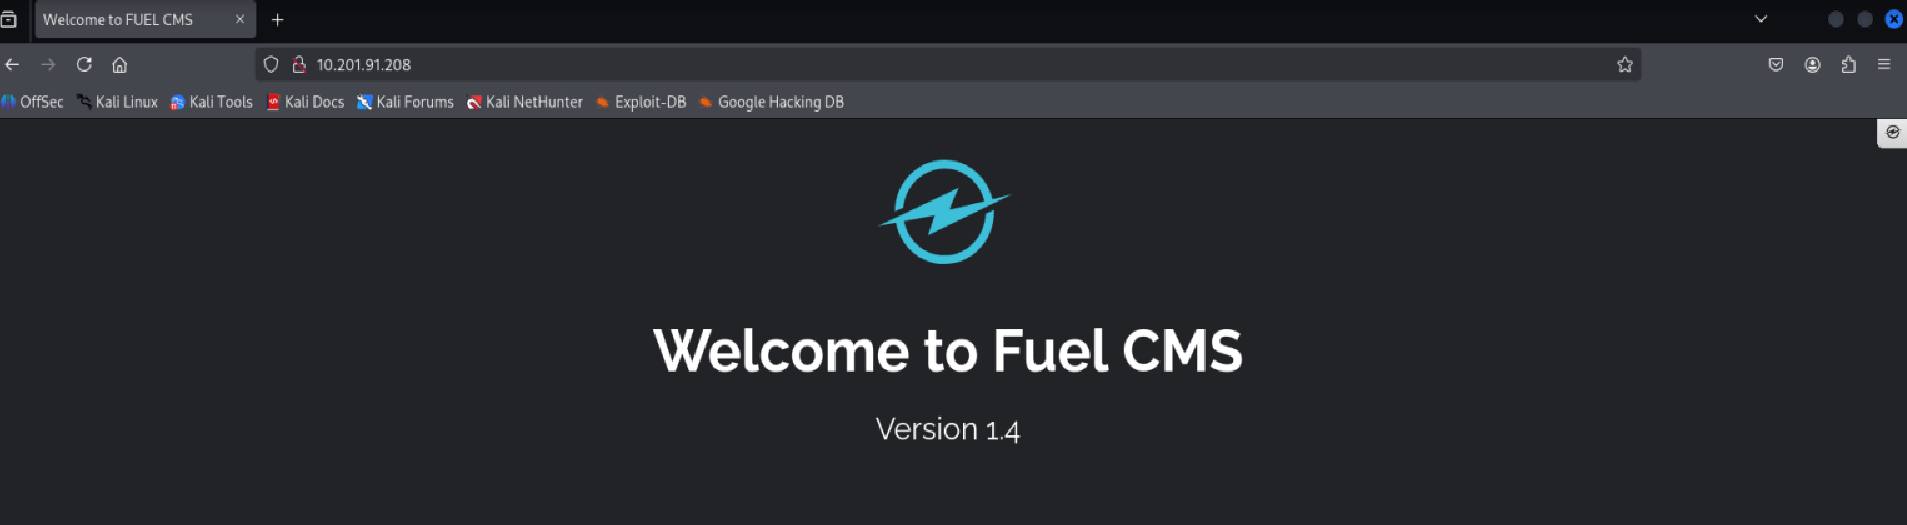 Welcome to FUEL CMS
10.201.91.208
OffSec Kali Linux Kali Tools Kali Docs Kali Forums Kali NetHunter Exploit-DB Google Hacking DB
Welcome to Fuel CMS
Version 1.4